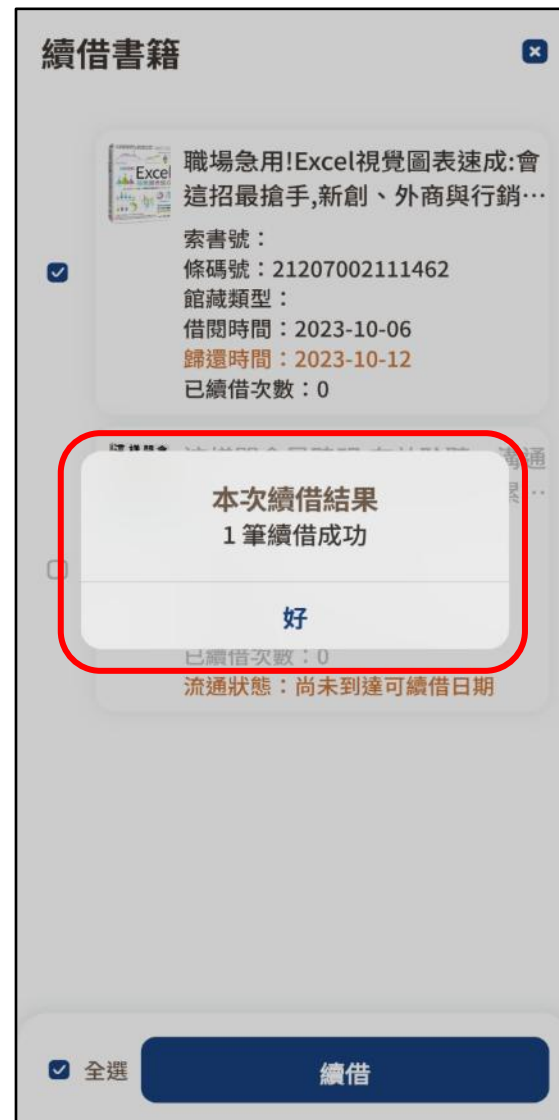 續借書籍
Excel
職場急用!Excel視覺圖表速成:會
這招最搶手,新創、外商與行銷⋯
索書號：
條碼號：21207002111462
館藏類型：
借閱時間：2023-10-06
歸還時間：2023-10-12
已續借次數：0
溝通
本次續借結果
1 筆續借成功
好
已續借次數：0
流通狀態：尚未到達可續借日期
全選
續借